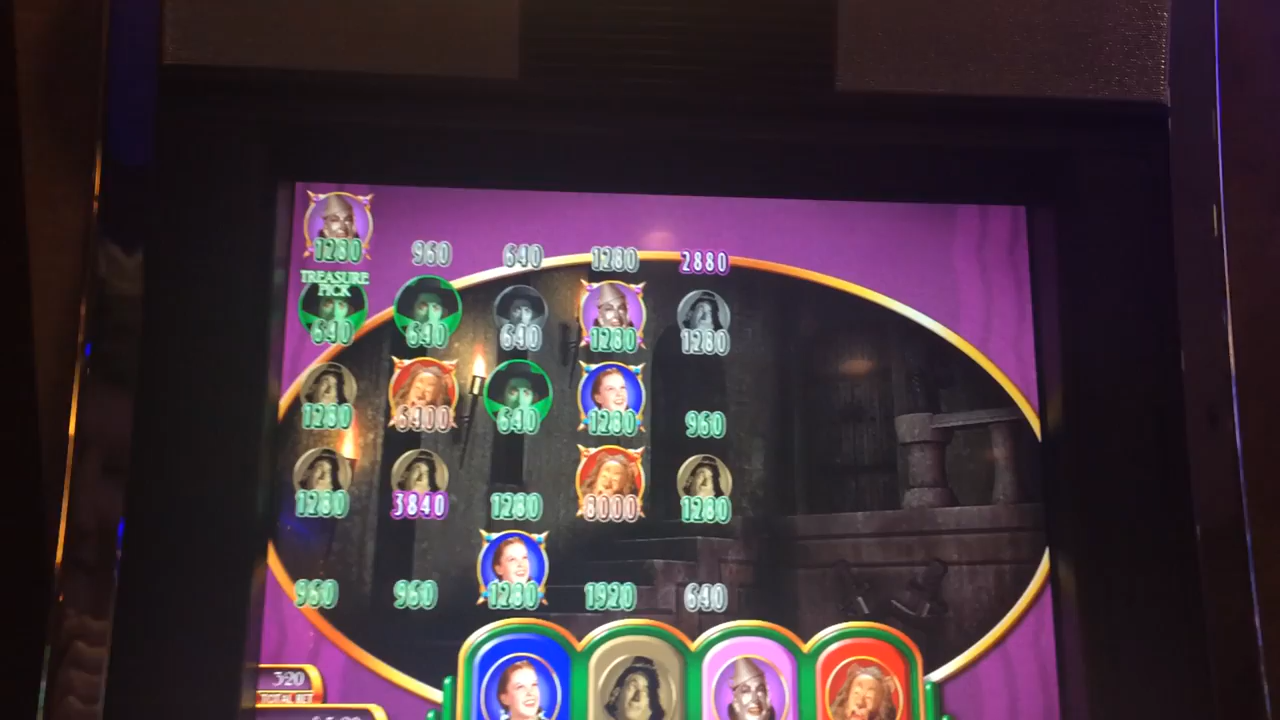 1280 960 640 1280 2880
TREASURE
PICK
640 640 640 1280 1280
1280 6400 640 1280 960
1280 3840 1280 8000 1280
960 960 1280 1920 640
320
TOTAL BET